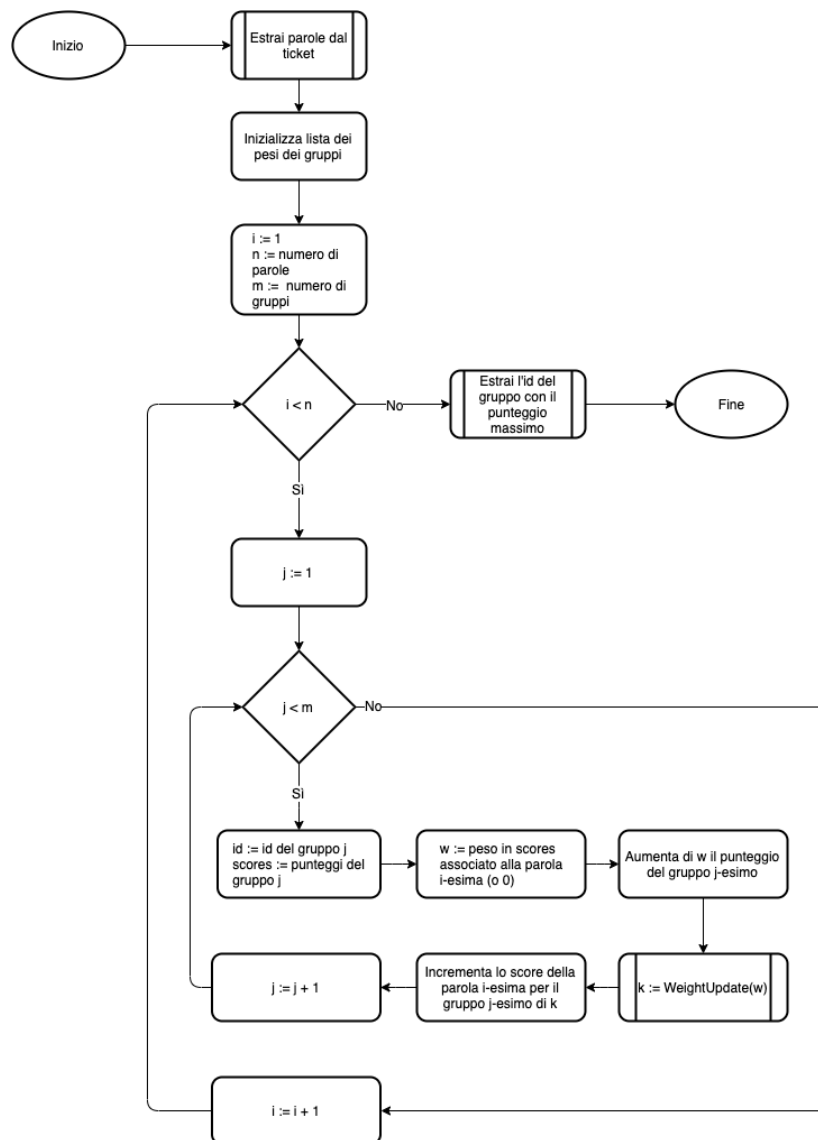 Inizio
Estrai parole dal
ticket
Inizializza lista dei
pesi dei gruppi
i := 1
n := numero di
parole
m := numero di
gruppi
i < n
No
Estrai l'id del
gruppo con il
punteggio
massimo
Fine
Sì
j := 1
j < m
No
Sì
id := id del gruppo j
scores := punteggi del
gruppo j
w := peso in scores
associato alla parola
i-esima (o 0)
Aumenta di w il punteggio
del gruppo j-esimo
j := j + 1
Incrementa lo score della
parola i-esima per il
gruppo j-esimo di k
k := WeightUpdate(w)
i := i + 1